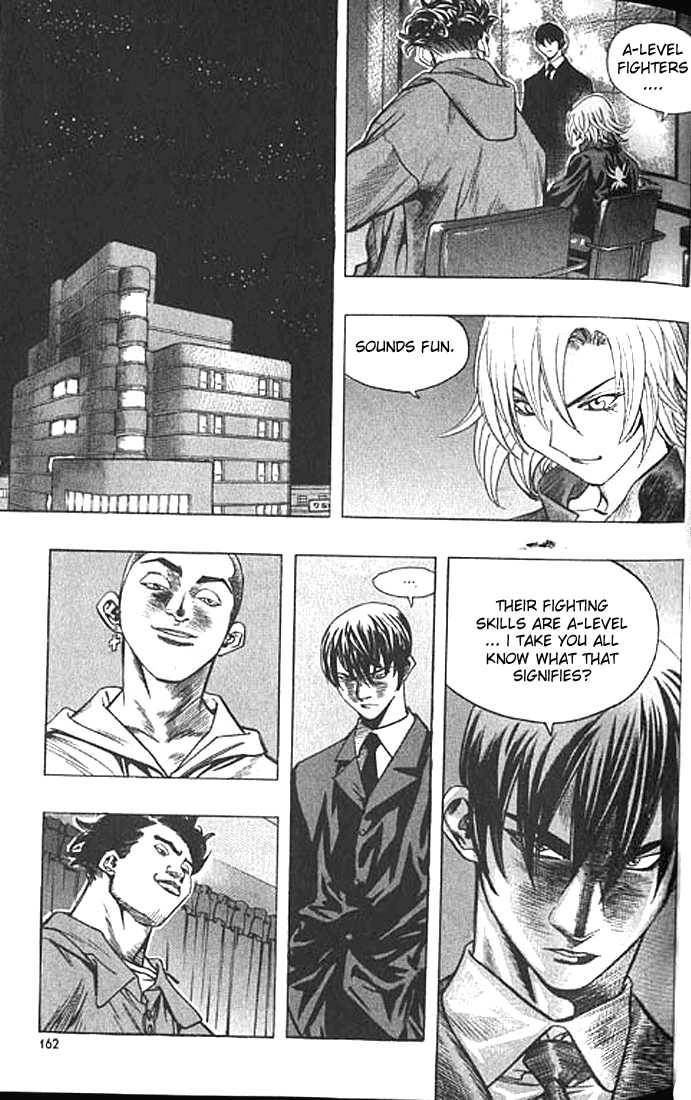 A-LEVEL
FIGHTERS
....
SOUNDS FUN.
THEIR FIGHTING
SKILLS ARE A-LEVEL
... I TAKE YOU ALL
KNOW WHAT THAT
SIGNIFIES?
...
162